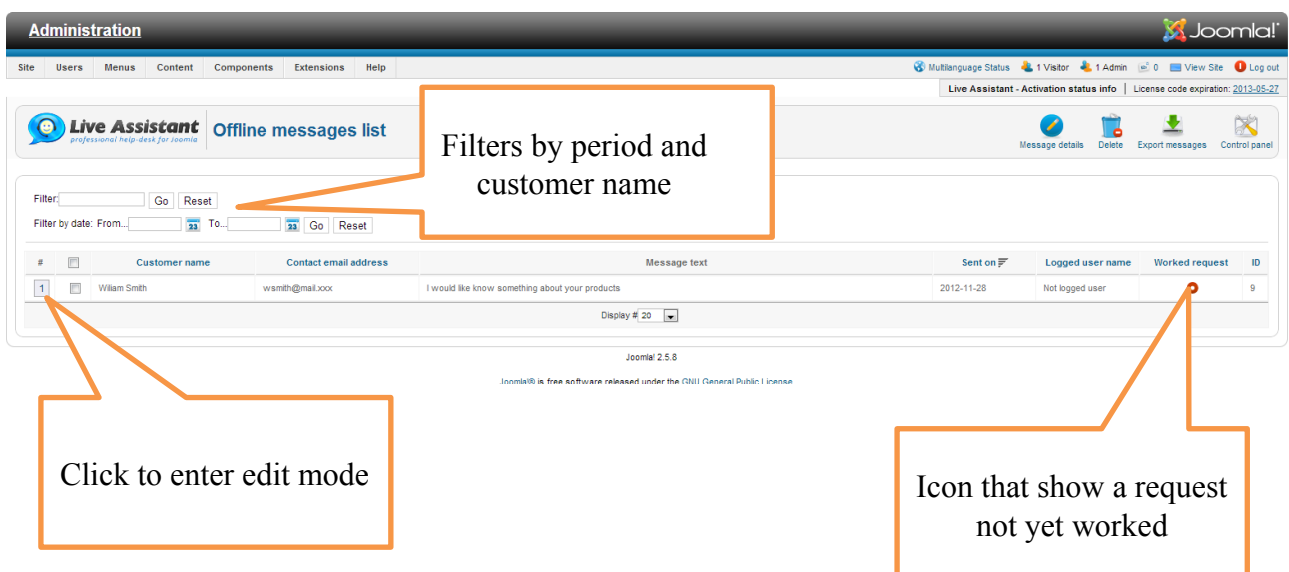 Administration
Joomla!
Site Users Menus Content Components Extensions Help
Multilanguage Status 1 Visitor 1 Admin 0 View Site Log out
Live Assistant - Activation status info | License code expiration: 2013-05-27
Live Assistant
professional help-desk for joomla
Offline messages list
Message details Delete Export messages Control panel
Filters by period and
customer name
Filter: Go Reset
Filter by date: From... 23 To... 23 Go Reset
# Customer name Contact email address Message text Sent on Logged user name Worked request ID
1 William Smith wsmith@mail.xxx I would like know something about your products 2012-11-28 Not logged user 9
Display # 20
Joomla! 2.5.8
Joomla!® is free software released under the GNU General Public License
Click to enter edit mode
Icon that show a request
not yet worked